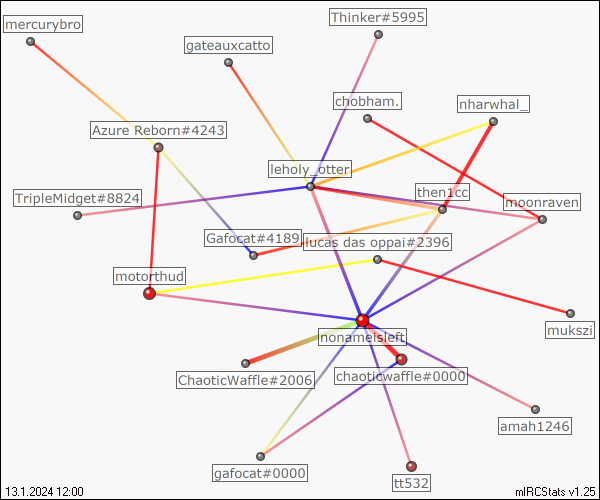 Thinker#5995
mercurybro
gateauxcatto
chobham.
nharwhal_
Azure Reborn#4243
leholy_otter
then1cc
TripleMidget#8824
moonraven
Gafocat#4189
lucas das oppai#2396
motorthud
mukszi
nonameisleft
ChaoticWaffle#2006
chaoticwaffle#0000
amah1246
gafocat#0000
tt532
13.1.2024 12:00
mIRCStats v1.25